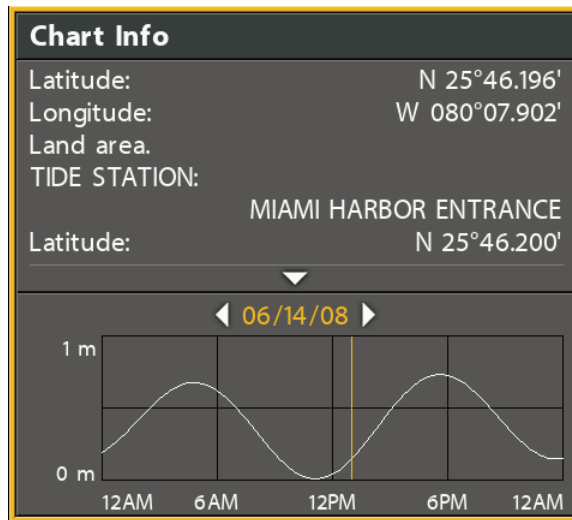 Chart Info
Latitude: N 25°46.196'
Longitude: W 080°07.902'
Land area.
TIDE STATION:
MIAMI HARBOR ENTRANCE
Latitude: N 25°46.200'
06/14/08
1 m
0 m
12AM 6AM 12PM 6PM 12AM